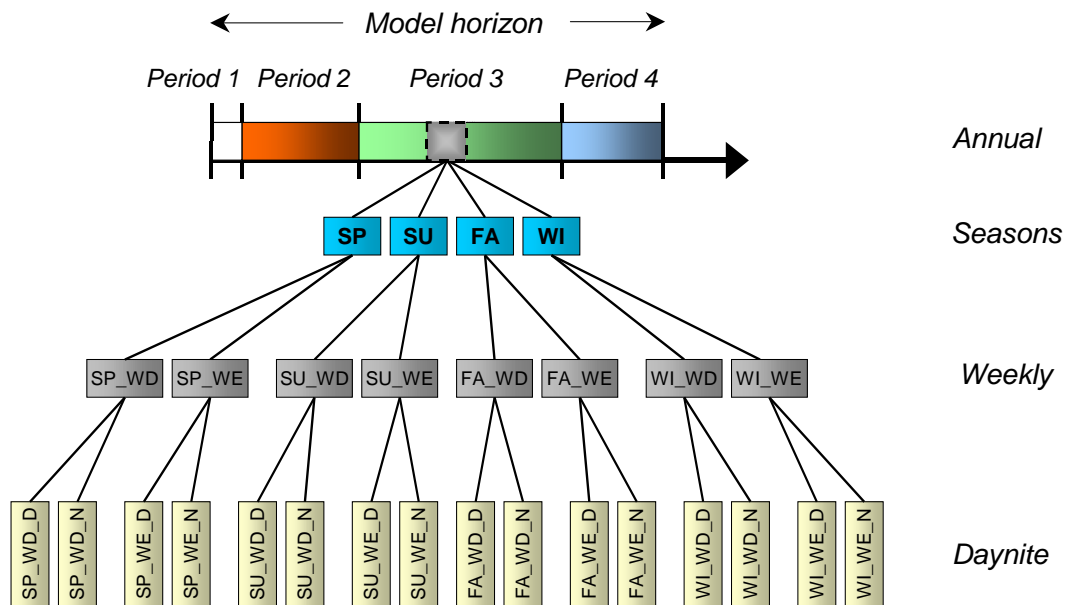 Model horizon
Period 1 Period 2 Period 3 Period 4
Annual
SP SU FA WI
Seasons
SP_WD SP_WE SU_WD SU_WE FA_WD FA_WE WI_WD WI_WE
Weekly
SP_WD_D SP_WD_N SP_WE_D SP_WE_N SU_WD_D SU_WD_N SU_WE_D SU_WE_N FA_WD_D FA_WD_N FA_WE_D FA_WE_N WI_WD_D WI_WD_N WI_WE_D WI_WE_N
Daynite